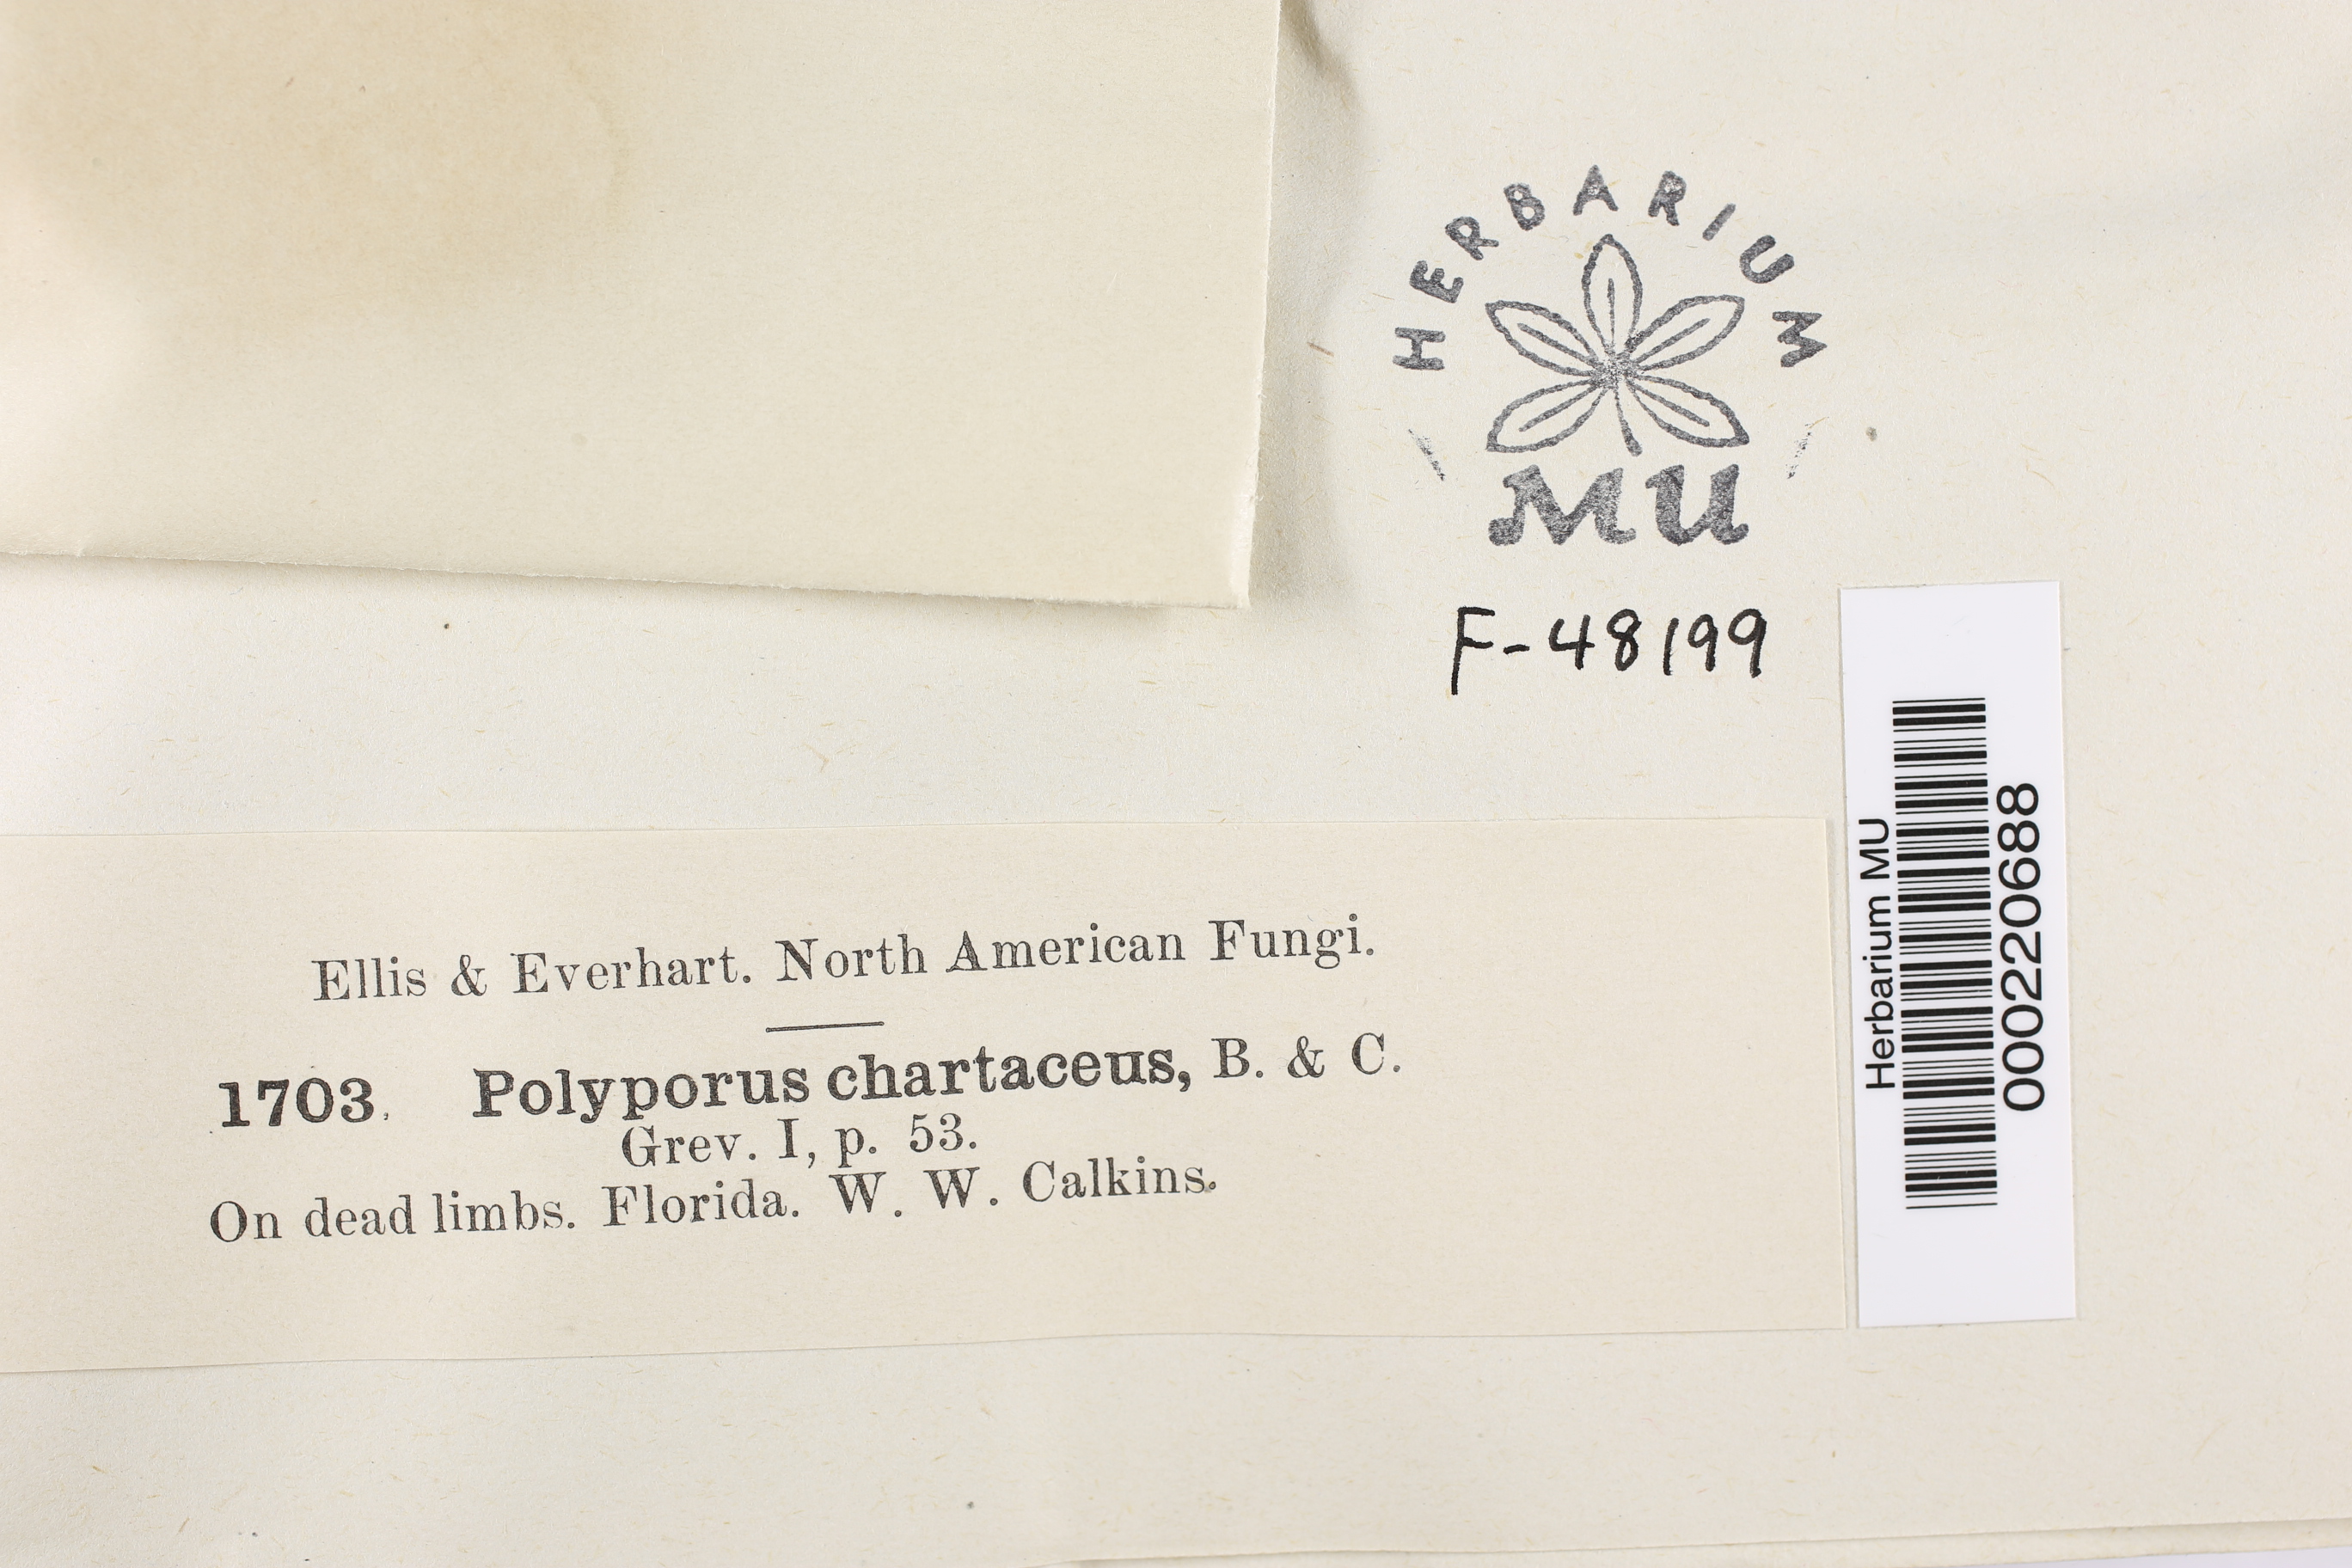 HERBARIUM
MU
F-48199
Herbarium MU
000220688
Ellis & Everhart. North American Fungi.
1703. Polyporus chartaceus, B. & C.
Grev. I, p. 53.
On dead limbs. Florida. W. W. Calkins.